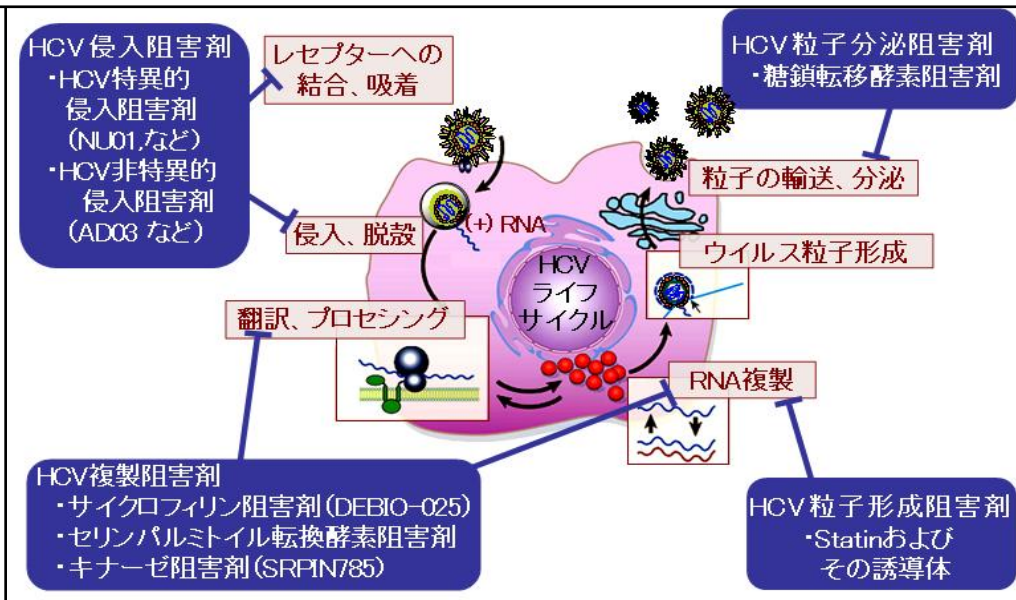 HCV侵入阻害剤
・HCV特異的
侵入阻害剤
(NU01,など)
・HCV非特異的
侵入阻害剤
(AD03 など)
レセプターへの
結合、吸着
侵入、脱殻
(+) RNA
翻訳、プロセシング
HCV
ライフ
サイクル
HCV粒子分泌阻害剤
・糖鎖転移酵素阻害剤
粒子の輸送、分泌
ウイルス粒子形成
RNA複製
HCV複製阻害剤
・サイクロフィリン阻害剤(DEBIO-025)
・セリンパルミトイル転換酵素阻害剤
・キナーゼ阻害剤(SRPIN785)
HCV粒子形成阻害剤
・Statinおよび
その誘導体